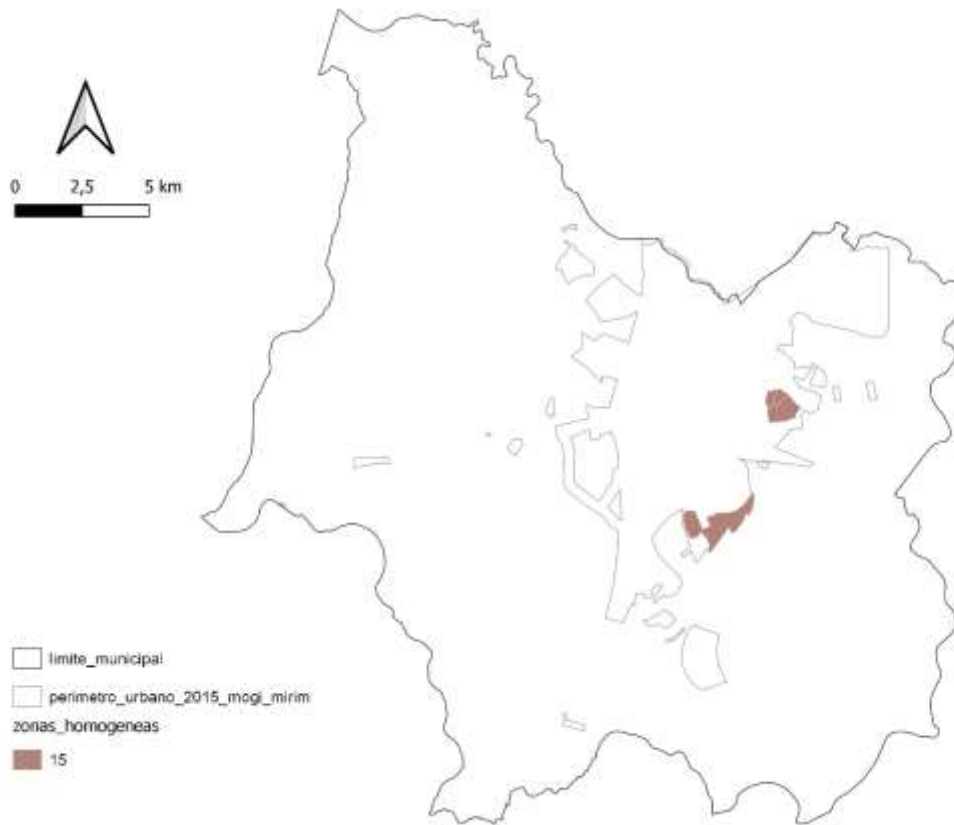 0 2,5 5 km
limite_municipal
perimetro_urbano_2015_mogi_mirim
zonas_homogeneas
15